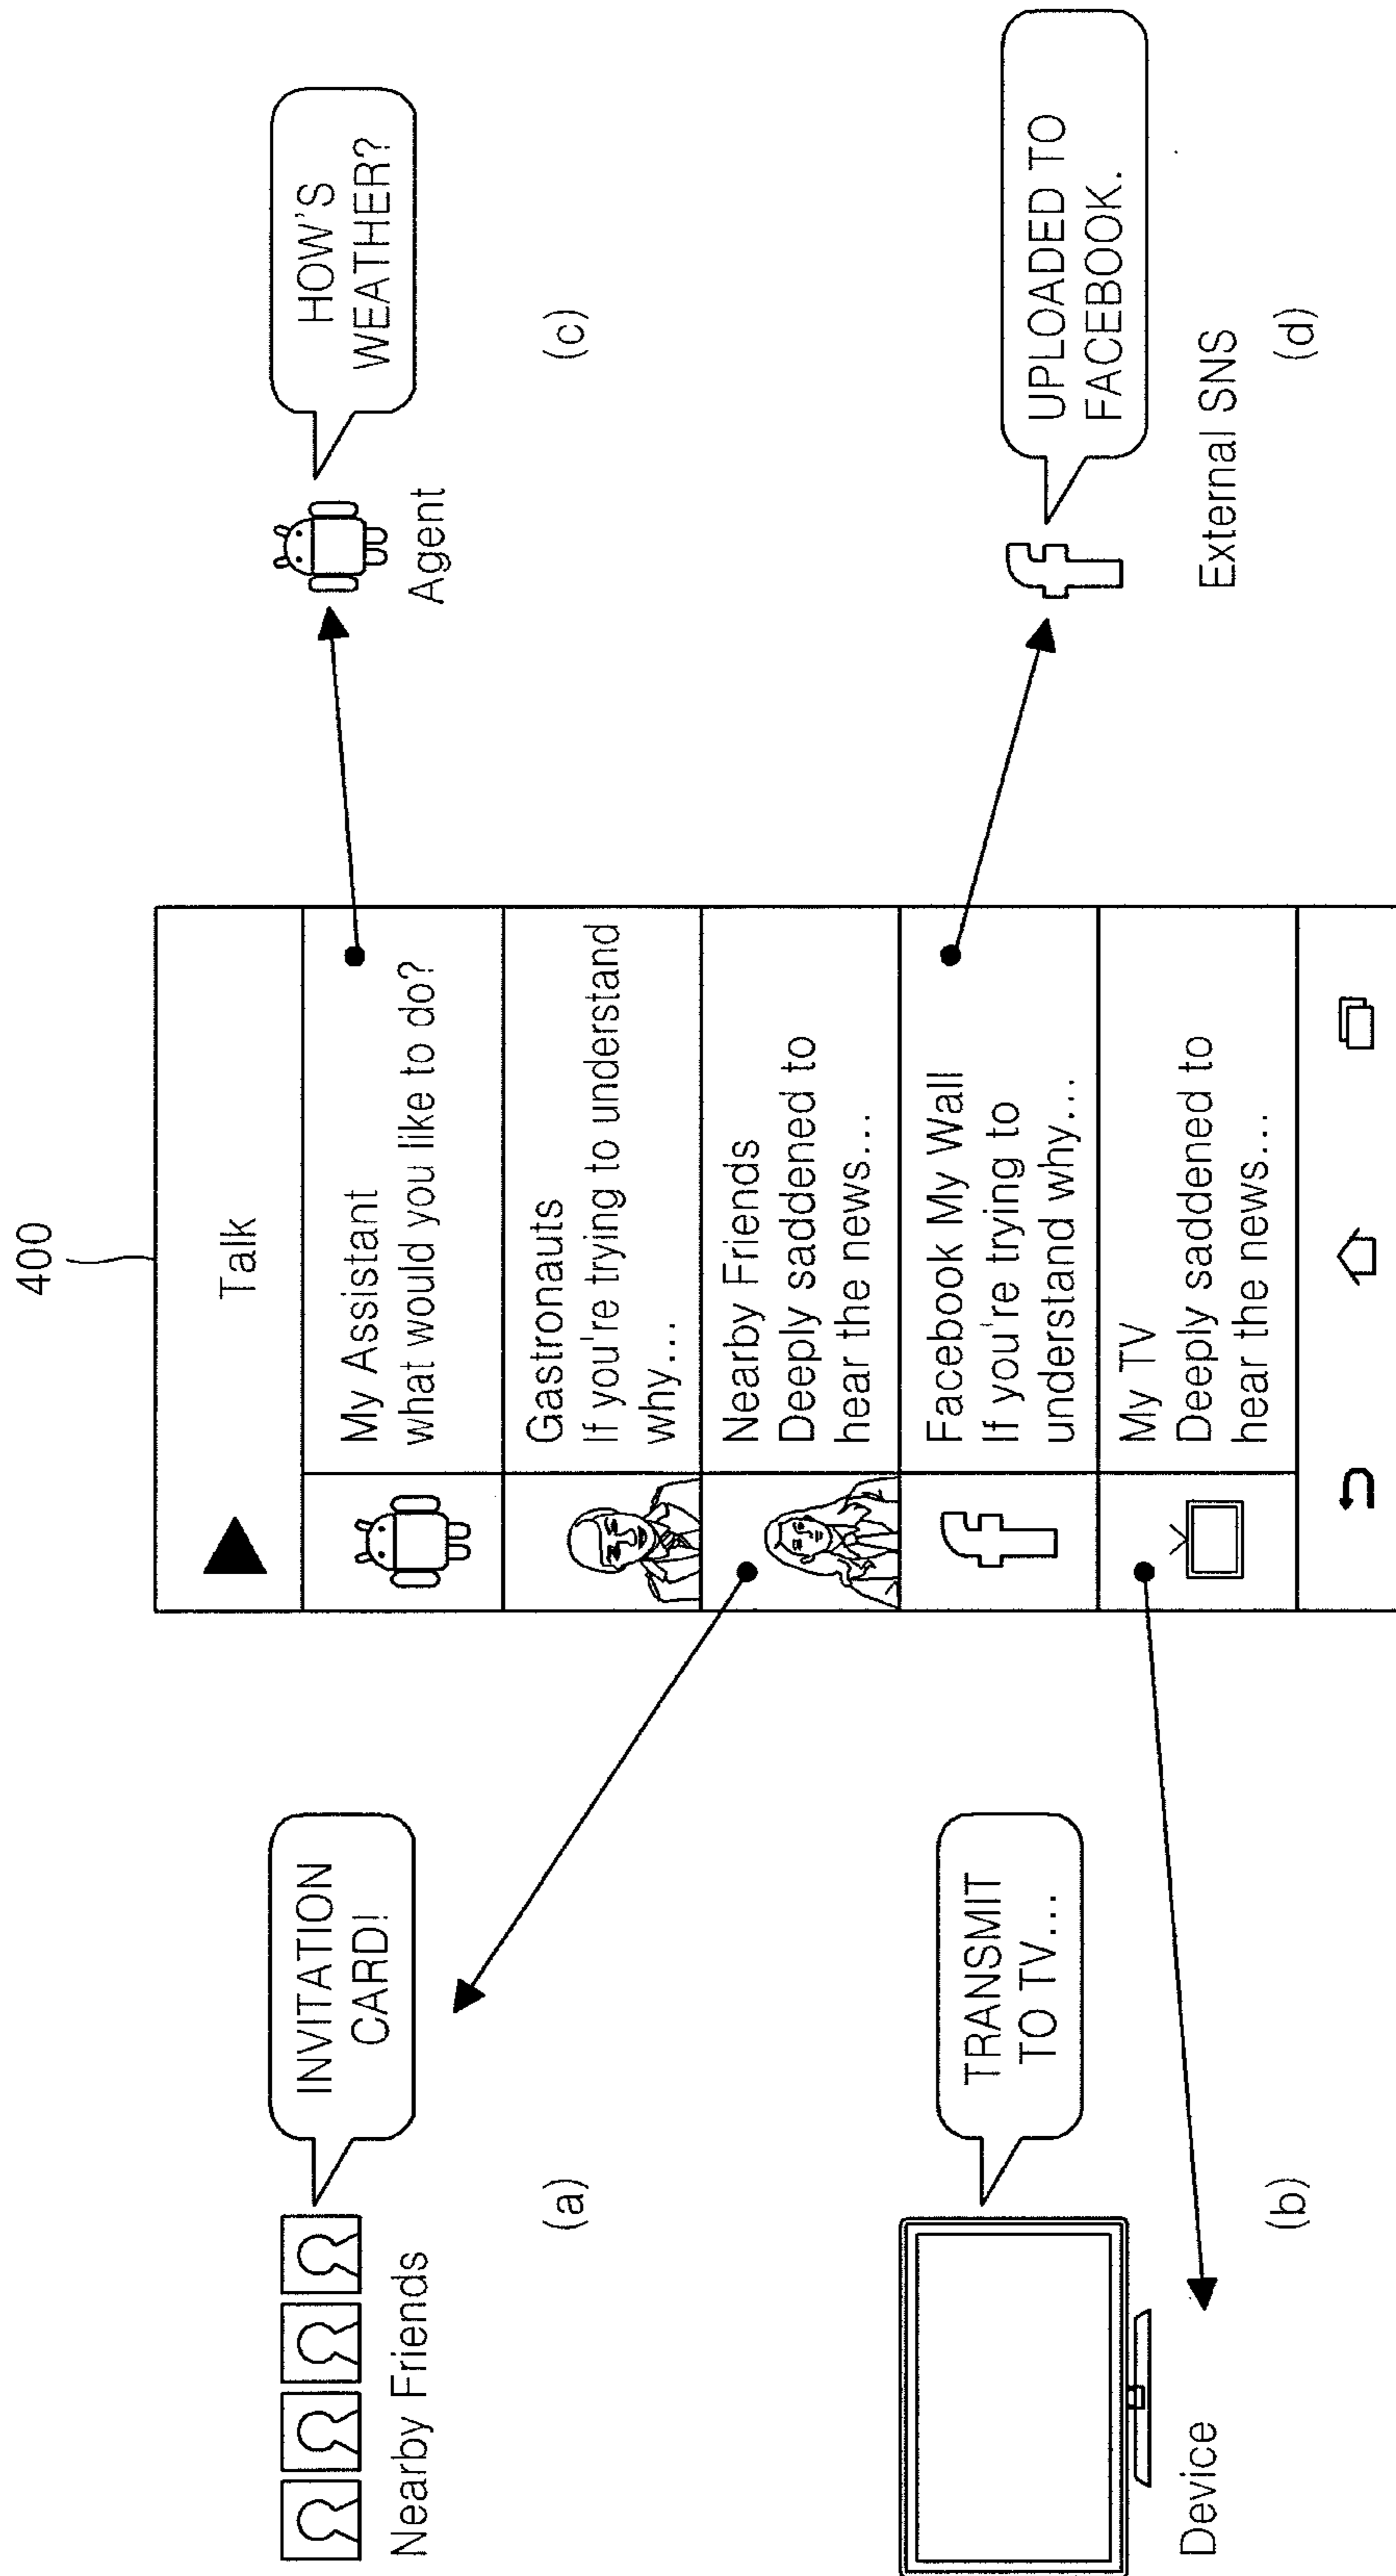 400
Talk
My Assistant
what would you like to do?
Gastronauts
If you're trying to understand
why...
Nearby Friends
Deeply saddened to
hear the news...
Facebook My Wall
If you're trying to
understand why...
My TV
Deeply saddened to
hear the news...
INVITATION
CARD!
Nearby Friends
(a)
TRANSMIT
TO TV...
Device
(b)
HOW'S
WEATHER?
Agent
(c)
f
UPLOADED TO
FACEBOOK.
External SNS
(d)
f